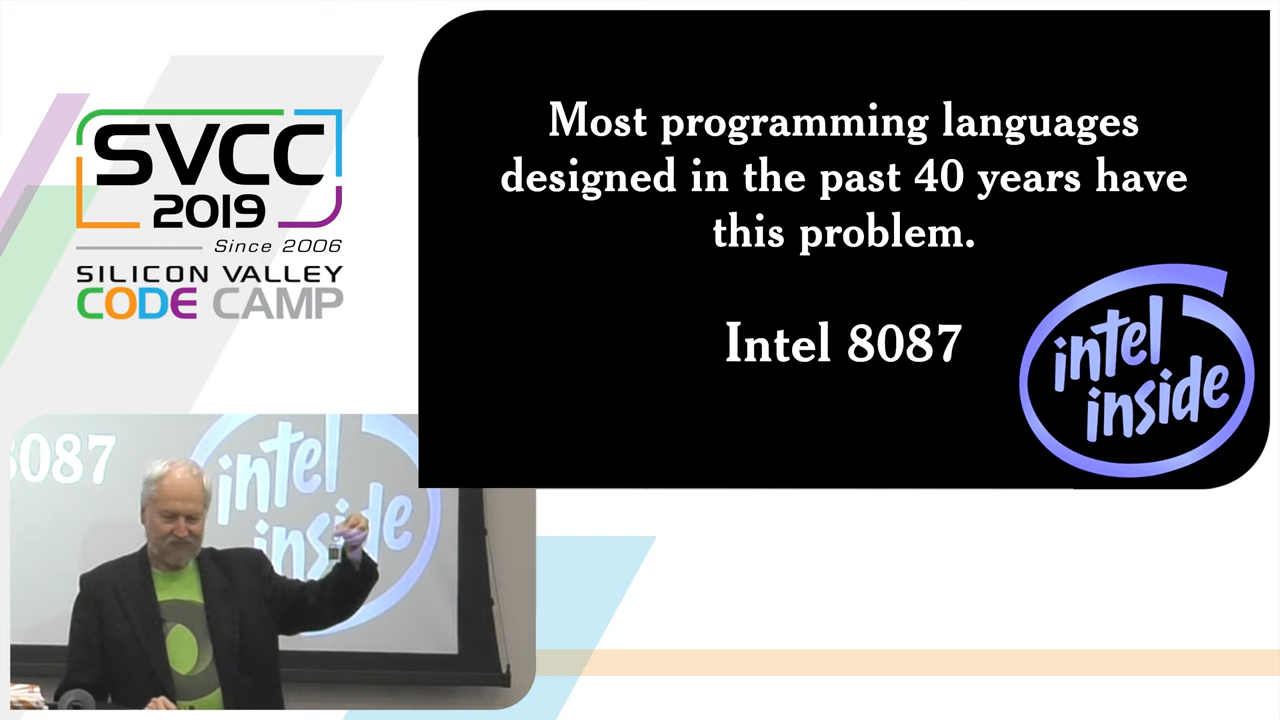 SVCC
2019
Since 2006
SILICON VALLEY
CODE CAMP
Most programming languages
designed in the past 40 years have
this problem.
Intel 8087
intel
inside
8087
intel
inside